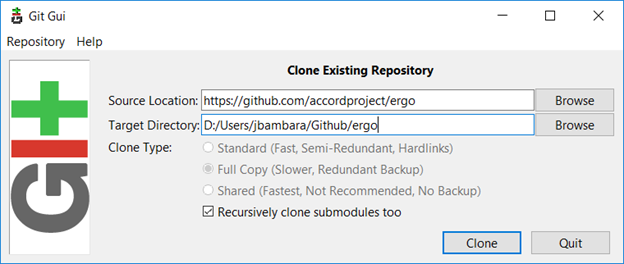 Git Gui
Repository Help
Clone Existing Repository
Source Location: https://github.com/accordproject/ergo Browse
Target Directory: D:/Users/jbambara/Github/ergo Browse
Clone Type: Standard (Fast, Semi-Redundant, Hardlinks)
Full Copy (Slower, Redundant Backup)
Shared (Fastest, Not Recommended, No Backup)
Recursively clone submodules too
Clone Quit
Git